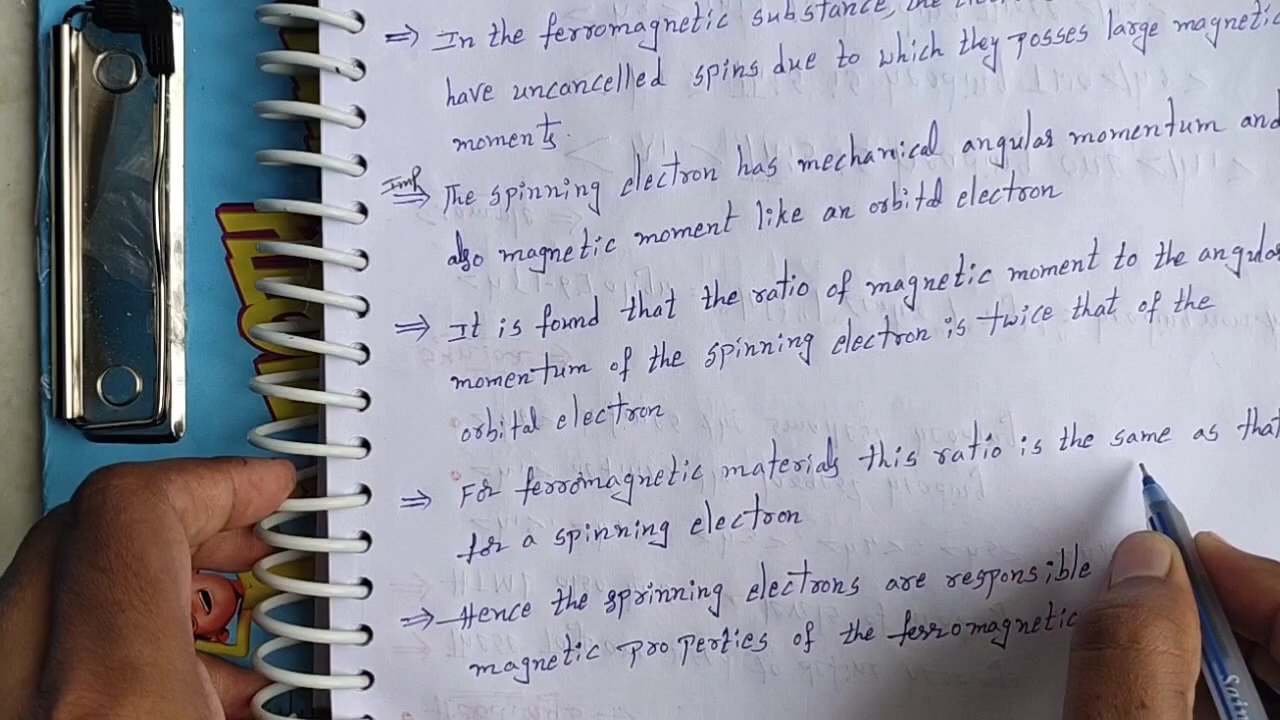 ⇒ In the ferromagnetic substance, the
have uncancelled spins due to which they posses large magnetic
moments.
Imp ⇒ The spinning electron has mechanical angular momentum and
also magnetic moment like an orbital electron
⇒ It is found that the ratio of magnetic moment to the angular
momentum of the spinning electron is twice that of the
orbital electron
⇒ For ferromagnetic materials this ratio is the same as that
for a spinning electron
⇒ Hence the sprinning electrons are responsible
magnetic properties of the ferromagnetic